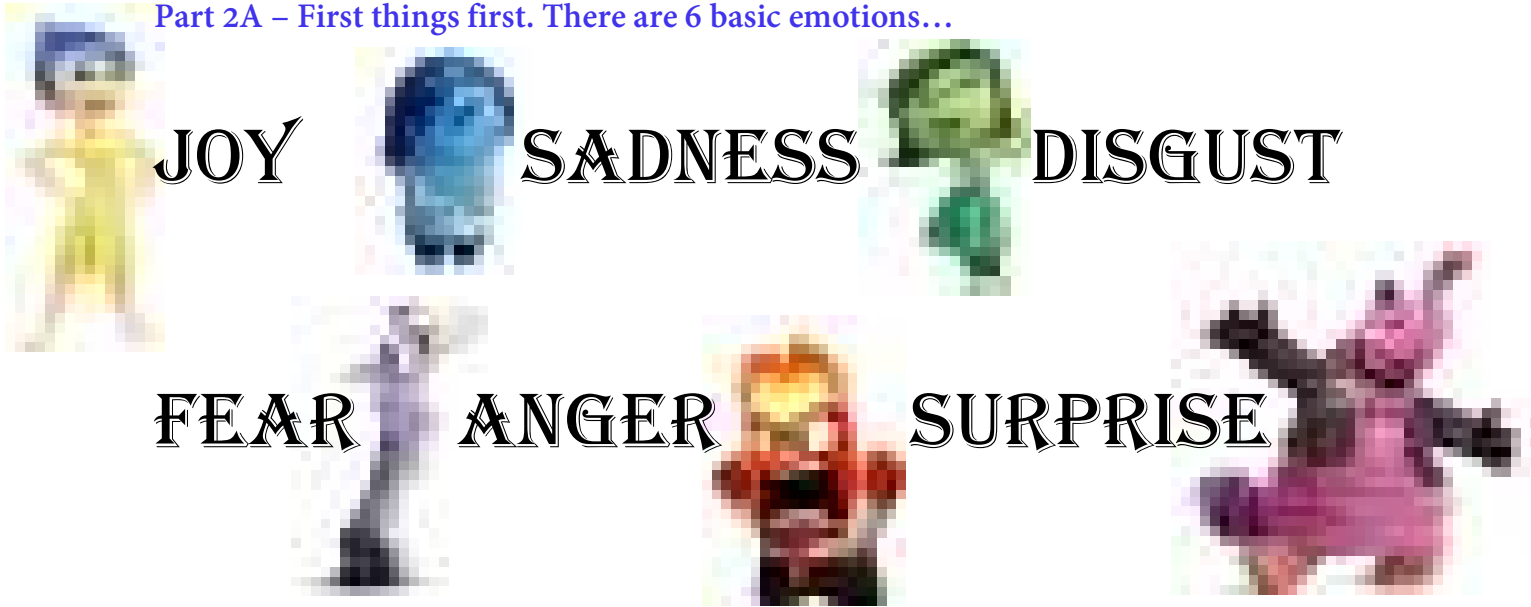 Part 2A – First things first. There are 6 basic emotions…
JOY SADNESS DISGUST
FEAR ANGER SURPRISE